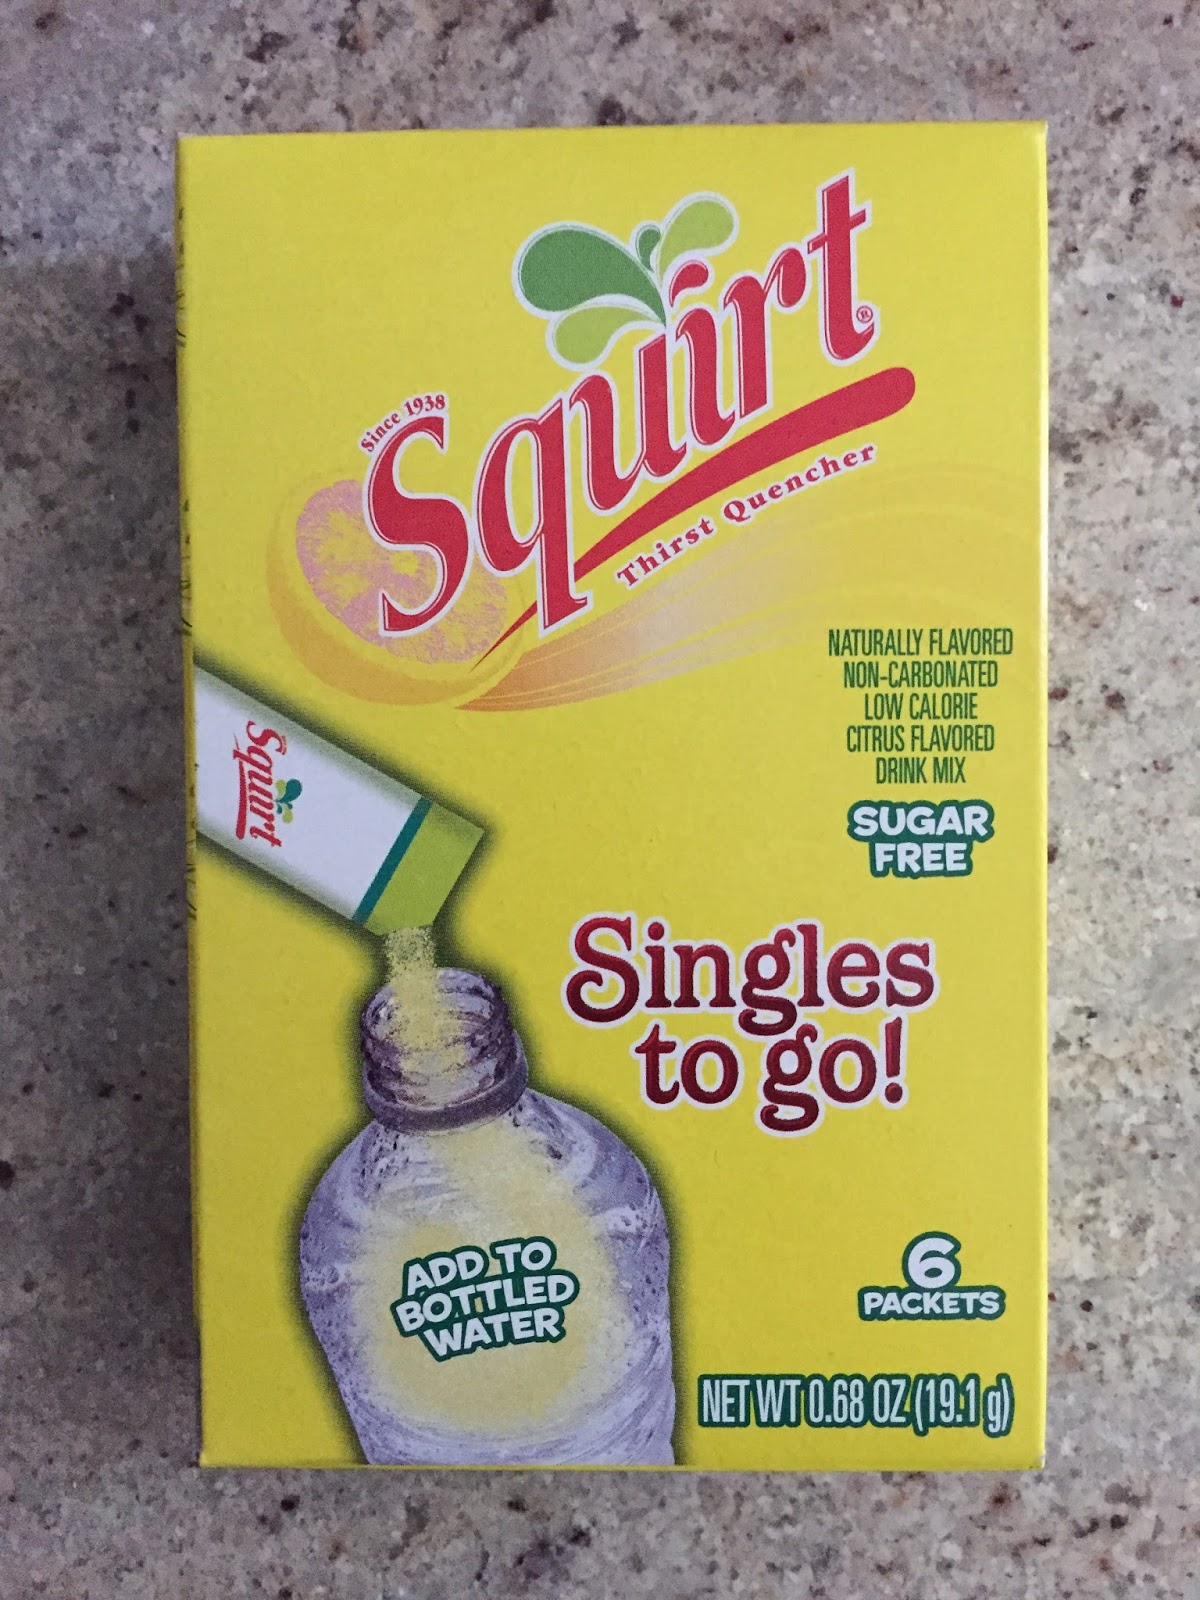 Since 1938
Squirt®
Thirst Quencher
NATURALLY FLAVORED
NON-CARBONATED
LOW CALORIE
CITRUS FLAVORED
DRINK MIX
SUGAR
FREE
Squirt
Singles
to go!
ADD TO
BOTTLED
WATER
6
PACKETS
NET WT 0.68 OZ (19.1 g)